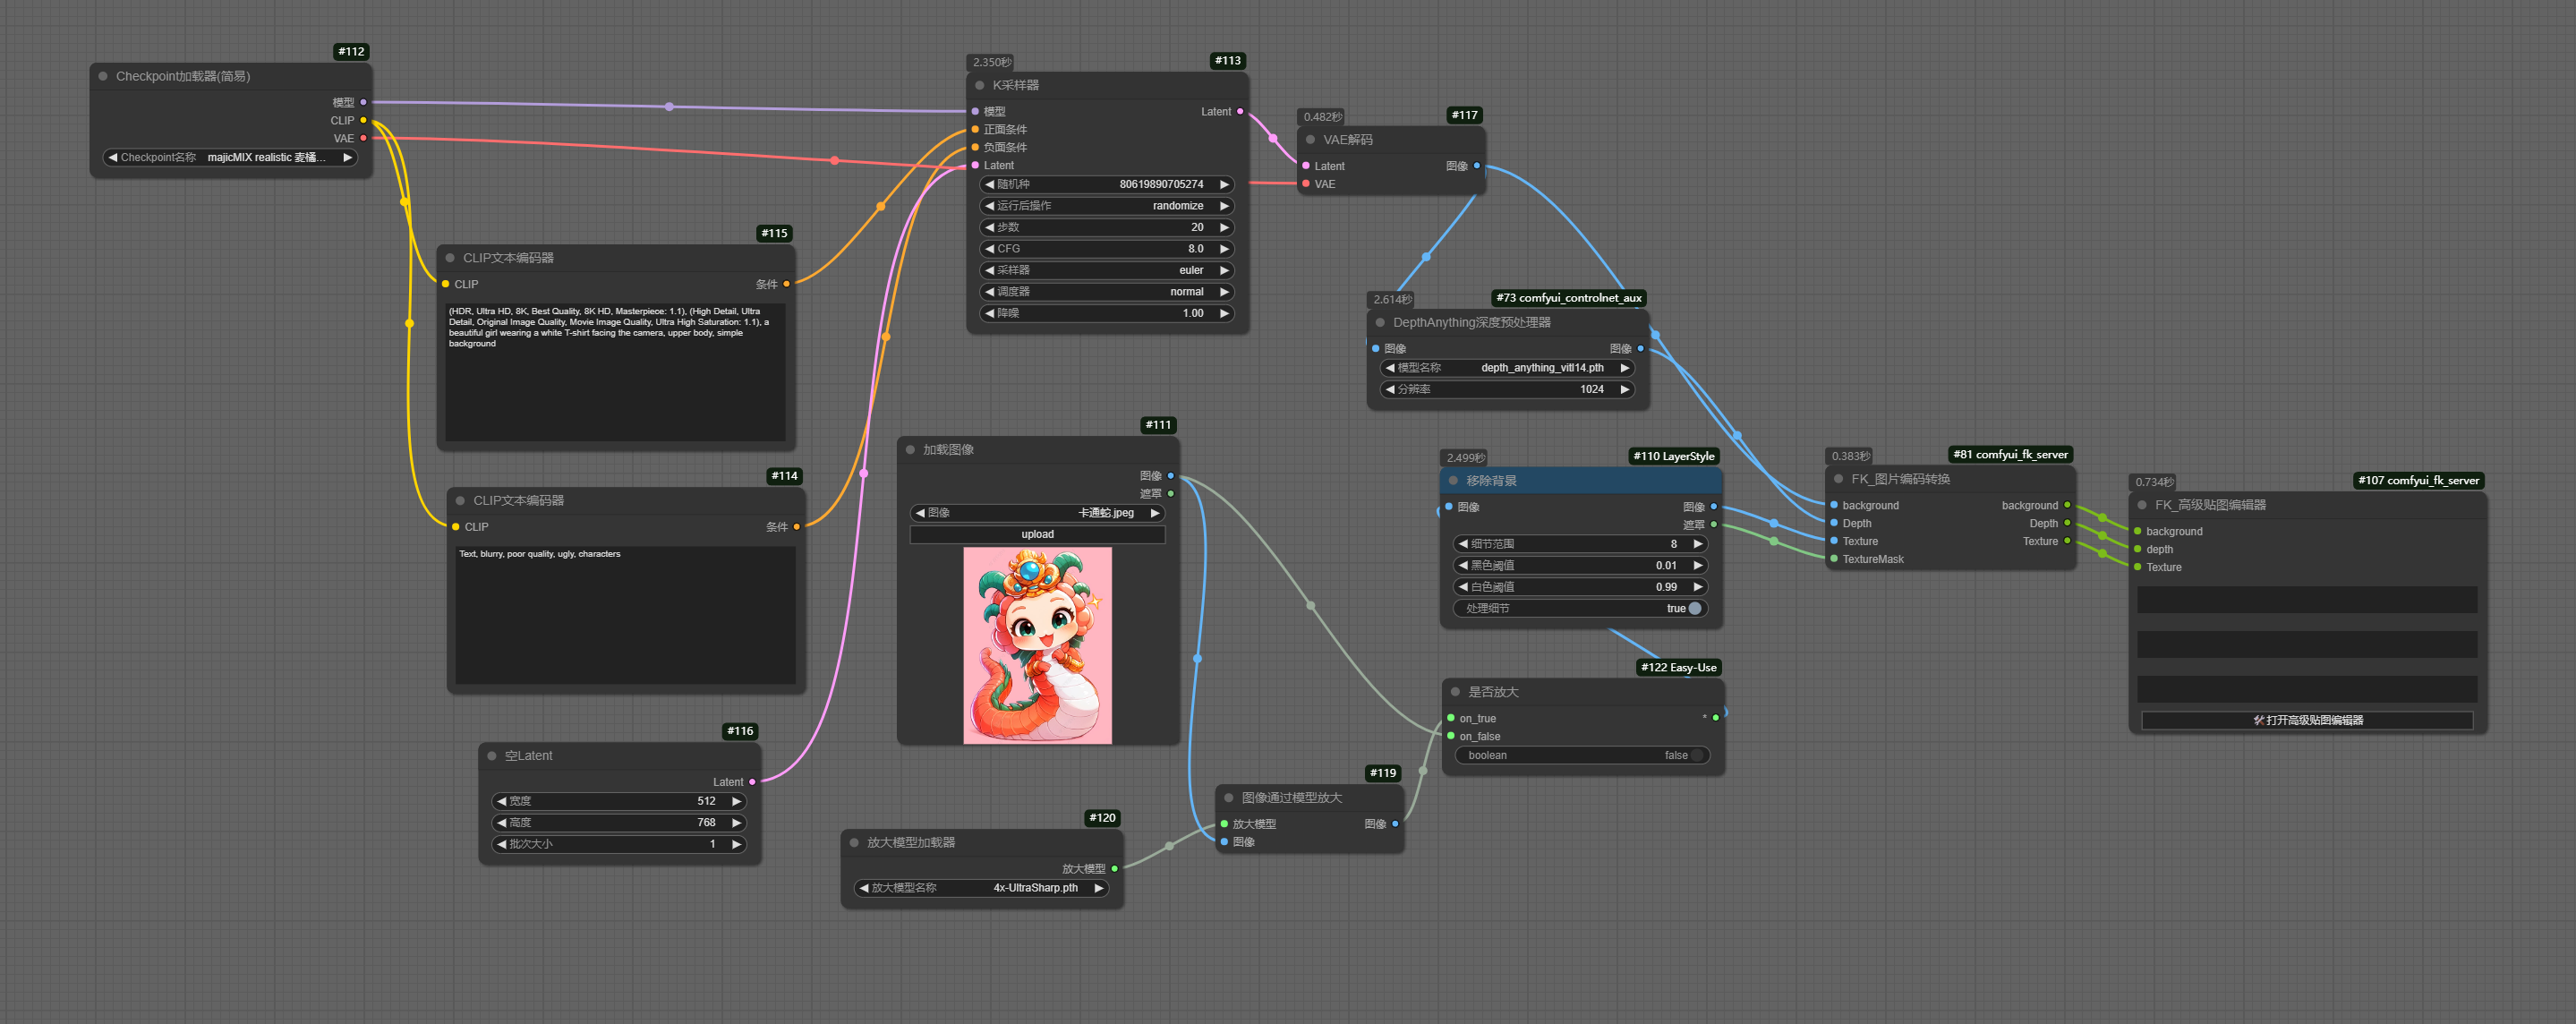 #112
Checkpoint加载器(简易)
模型
CLIP
VAE
Checkpoint名称 majicMIX realistic 麦橘...
#115
CLIP文本编码器
CLIP 条件
(HDR, Ultra HD, 8K, Best Quality, 8K HD, Masterpiece: 1.1), (High Detail, Ultra
Detail, Original Image Quality, Movie Image Quality, Ultra High Saturation: 1.1), a
beautiful girl wearing a white T-shirt facing the camera, upper body, simple
background
#114
CLIP文本编码器
CLIP 条件
Text, blurry, poor quality, ugly, characters
#116
空Latent
Latent
宽度 512
高度 768
批次大小 1
2.350秒 #113
K采样器
模型 Latent
正面条件
负面条件
Latent
随机种 80619890705274
运行后操作 randomize
步数 20
CFG 8.0
采样器 euler
调度器 normal
降噪 1.00
0.482秒 #117
VAE解码
Latent 图像
VAE
2.614秒 #73 comfyui_controlnet_aux
DepthAnything深度预处理器
图像 图像
模型名称 depth_anything_vitl14.pth
分辨率 1024
#111
加载图像
图像
遮罩
图像 卡通蛇.jpeg
upload
#120
放大模型加载器
放大模型
放大模型名称 4x-UltraSharp.pth
#119
图像通过模型放大
放大模型 图像
图像
2.499秒 #110 LayerStyle
移除背景
图像 图像
遮罩
细节范围 8
黑色阈值 0.01
白色阈值 0.99
处理细节 true
#122 Easy-Use
是否放大
on_true *
on_false
boolean false
0.383秒 #81 comfyui_fk_server
FK_图片编码转换
background background
Depth Depth
Texture Texture
TextureMask
0.734秒 #107 comfyui_fk_server
FK_高级贴图编辑器
background
depth
Texture
🛠打开高级贴图编辑器